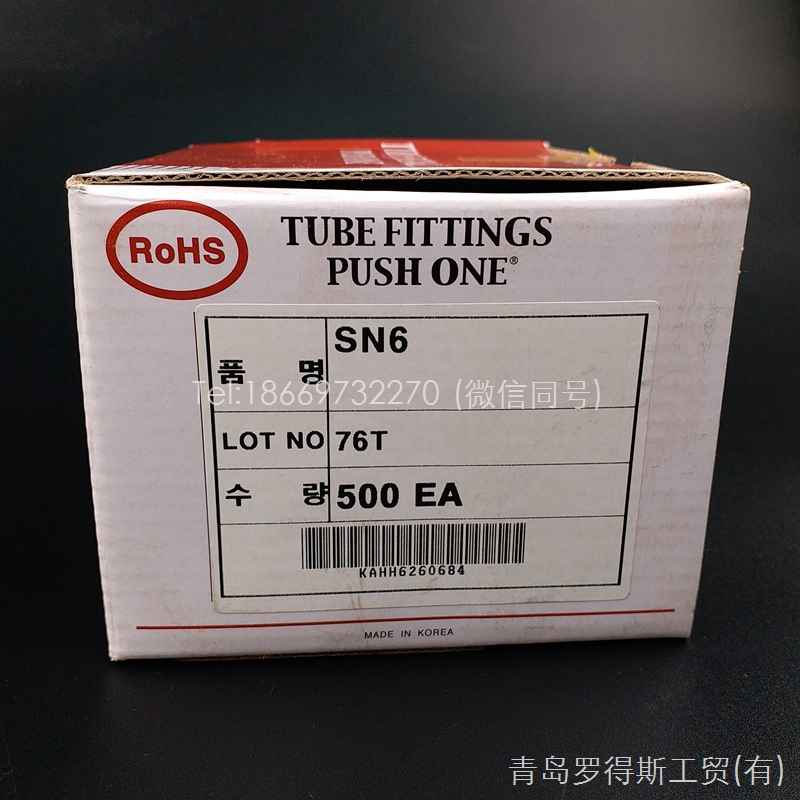 RoHS
TUBE FITTINGS
PUSH ONE®
품 명 SN6
Tel:18669732270 (微信同号)
LOT NO 76T
수 량 500 EA
KAHH6260684
MADE IN KOREA
青岛罗得斯工贸(有)